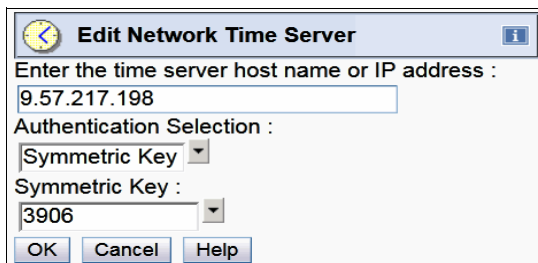 Edit Network Time Server
i
Enter the time server host name or IP address :
9.57.217.198
Authentication Selection :
Symmetric Key
Symmetric Key :
3906
OK Cancel Help